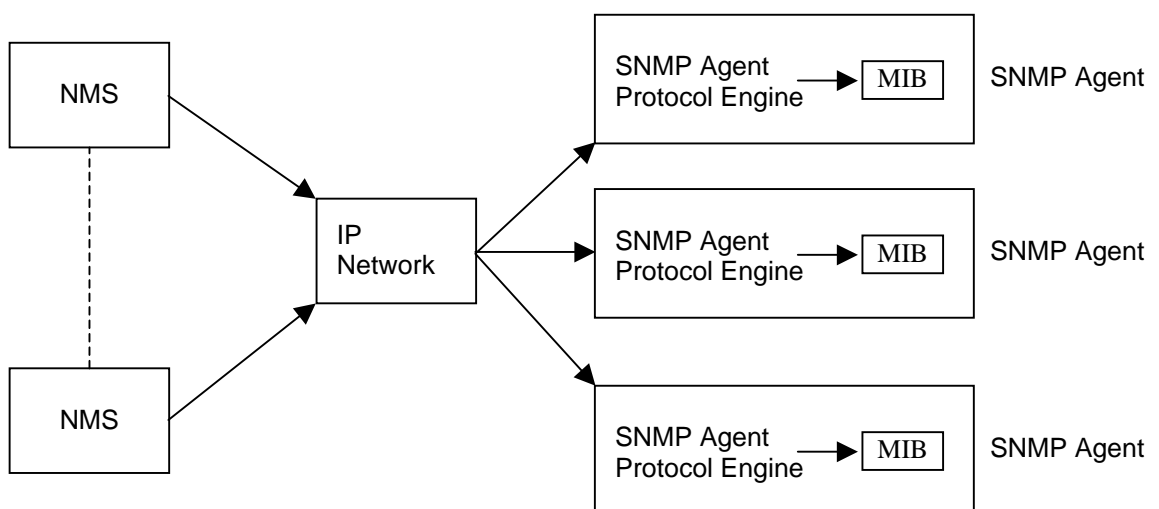 NMS
NMS
IP
Network
SNMP Agent
Protocol Engine
MIB
SNMP Agent
SNMP Agent
Protocol Engine
MIB
SNMP Agent
SNMP Agent
Protocol Engine
MIB
SNMP Agent